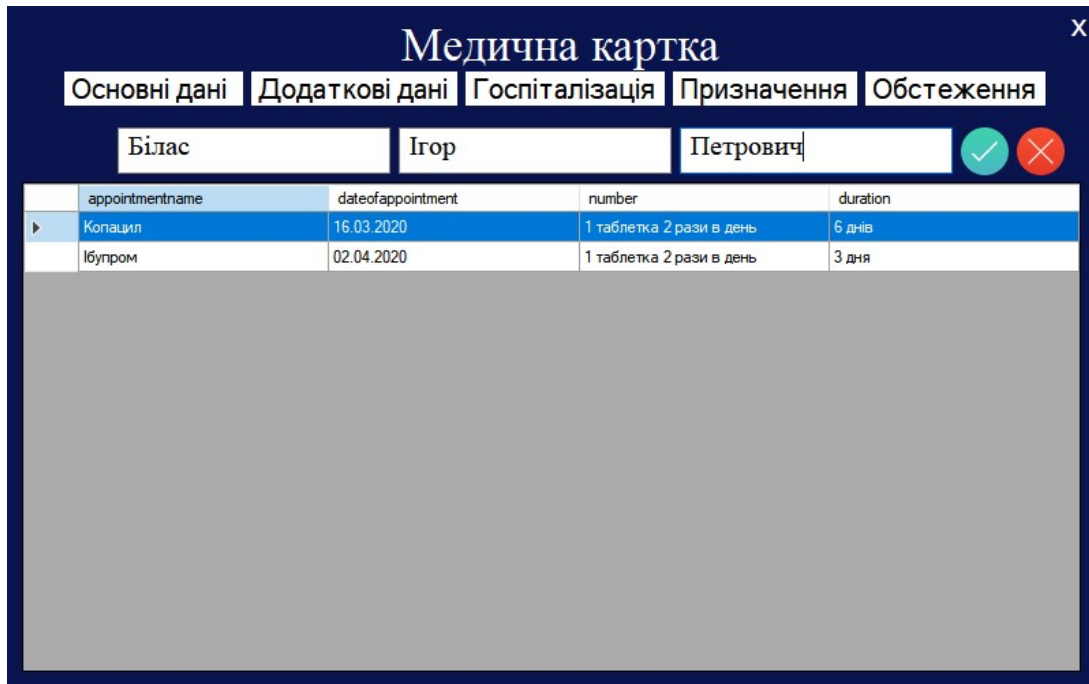 x
Медична картка
Основні дані Додаткові дані Госпіталізація Призначення Обстеження
Білас Ігор Петрович
appointmentname dateofappointment number duration
Копацил 16.03.2020 1 таблетка 2 рази в день 6 днів
Ібупром 02.04.2020 1 таблетка 2 рази в день 3 дня